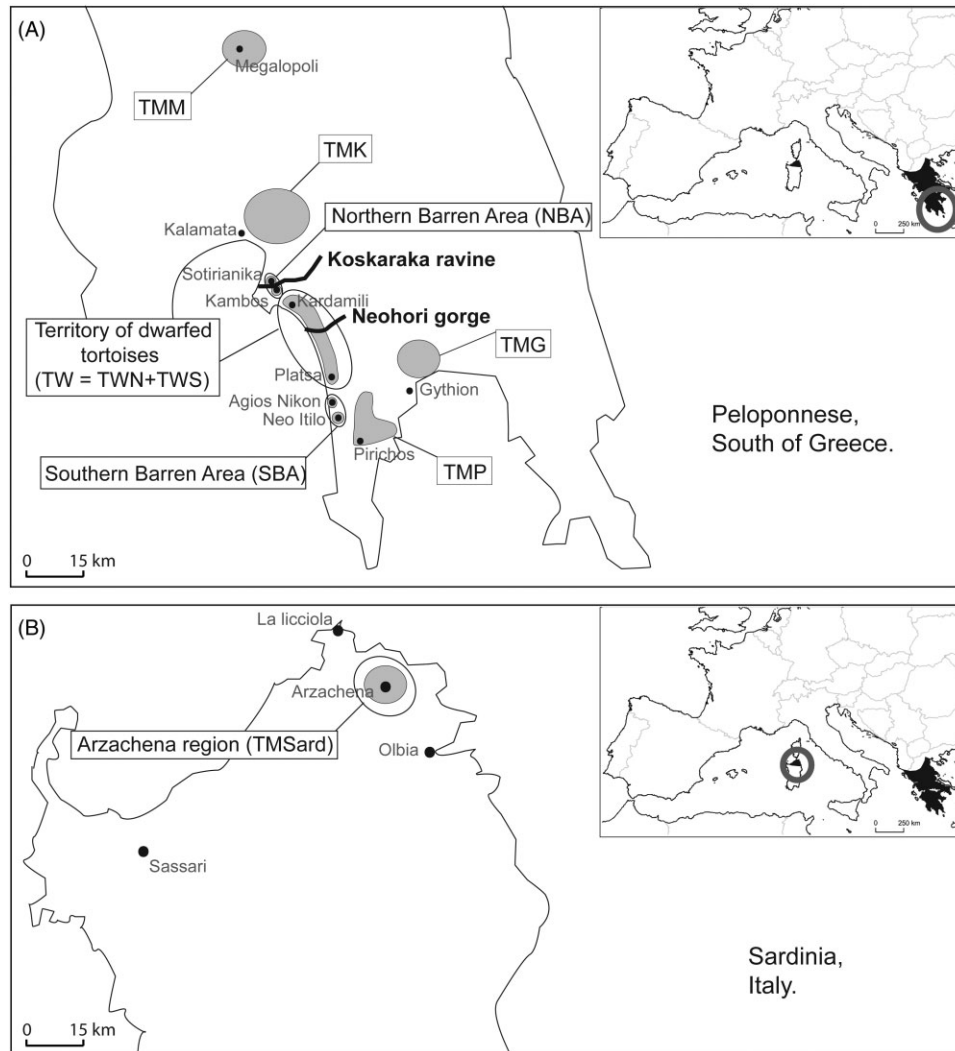 (A)
Megalopoli
TMM
TMK
Northern Barren Area (NBA)
Kalamata
Sotirianika
Koskaraka ravine
Kambos
Kardamili
Neohori gorge
Territory of dwarfed
tortoises
(TW = TWN+TWS)
TMG
Platsa
Gythion
Agios Nikon
Neo Itilo
Pirichos
Southern Barren Area (SBA)
TMP
Peloponnese,
South of Greece.
0 15 km
0 250 km
(B)
La licciola
Arzachena
Arzachena region (TMSard)
Olbia
Sassari
Sardinia,
Italy.
0 15 km
0 250 km